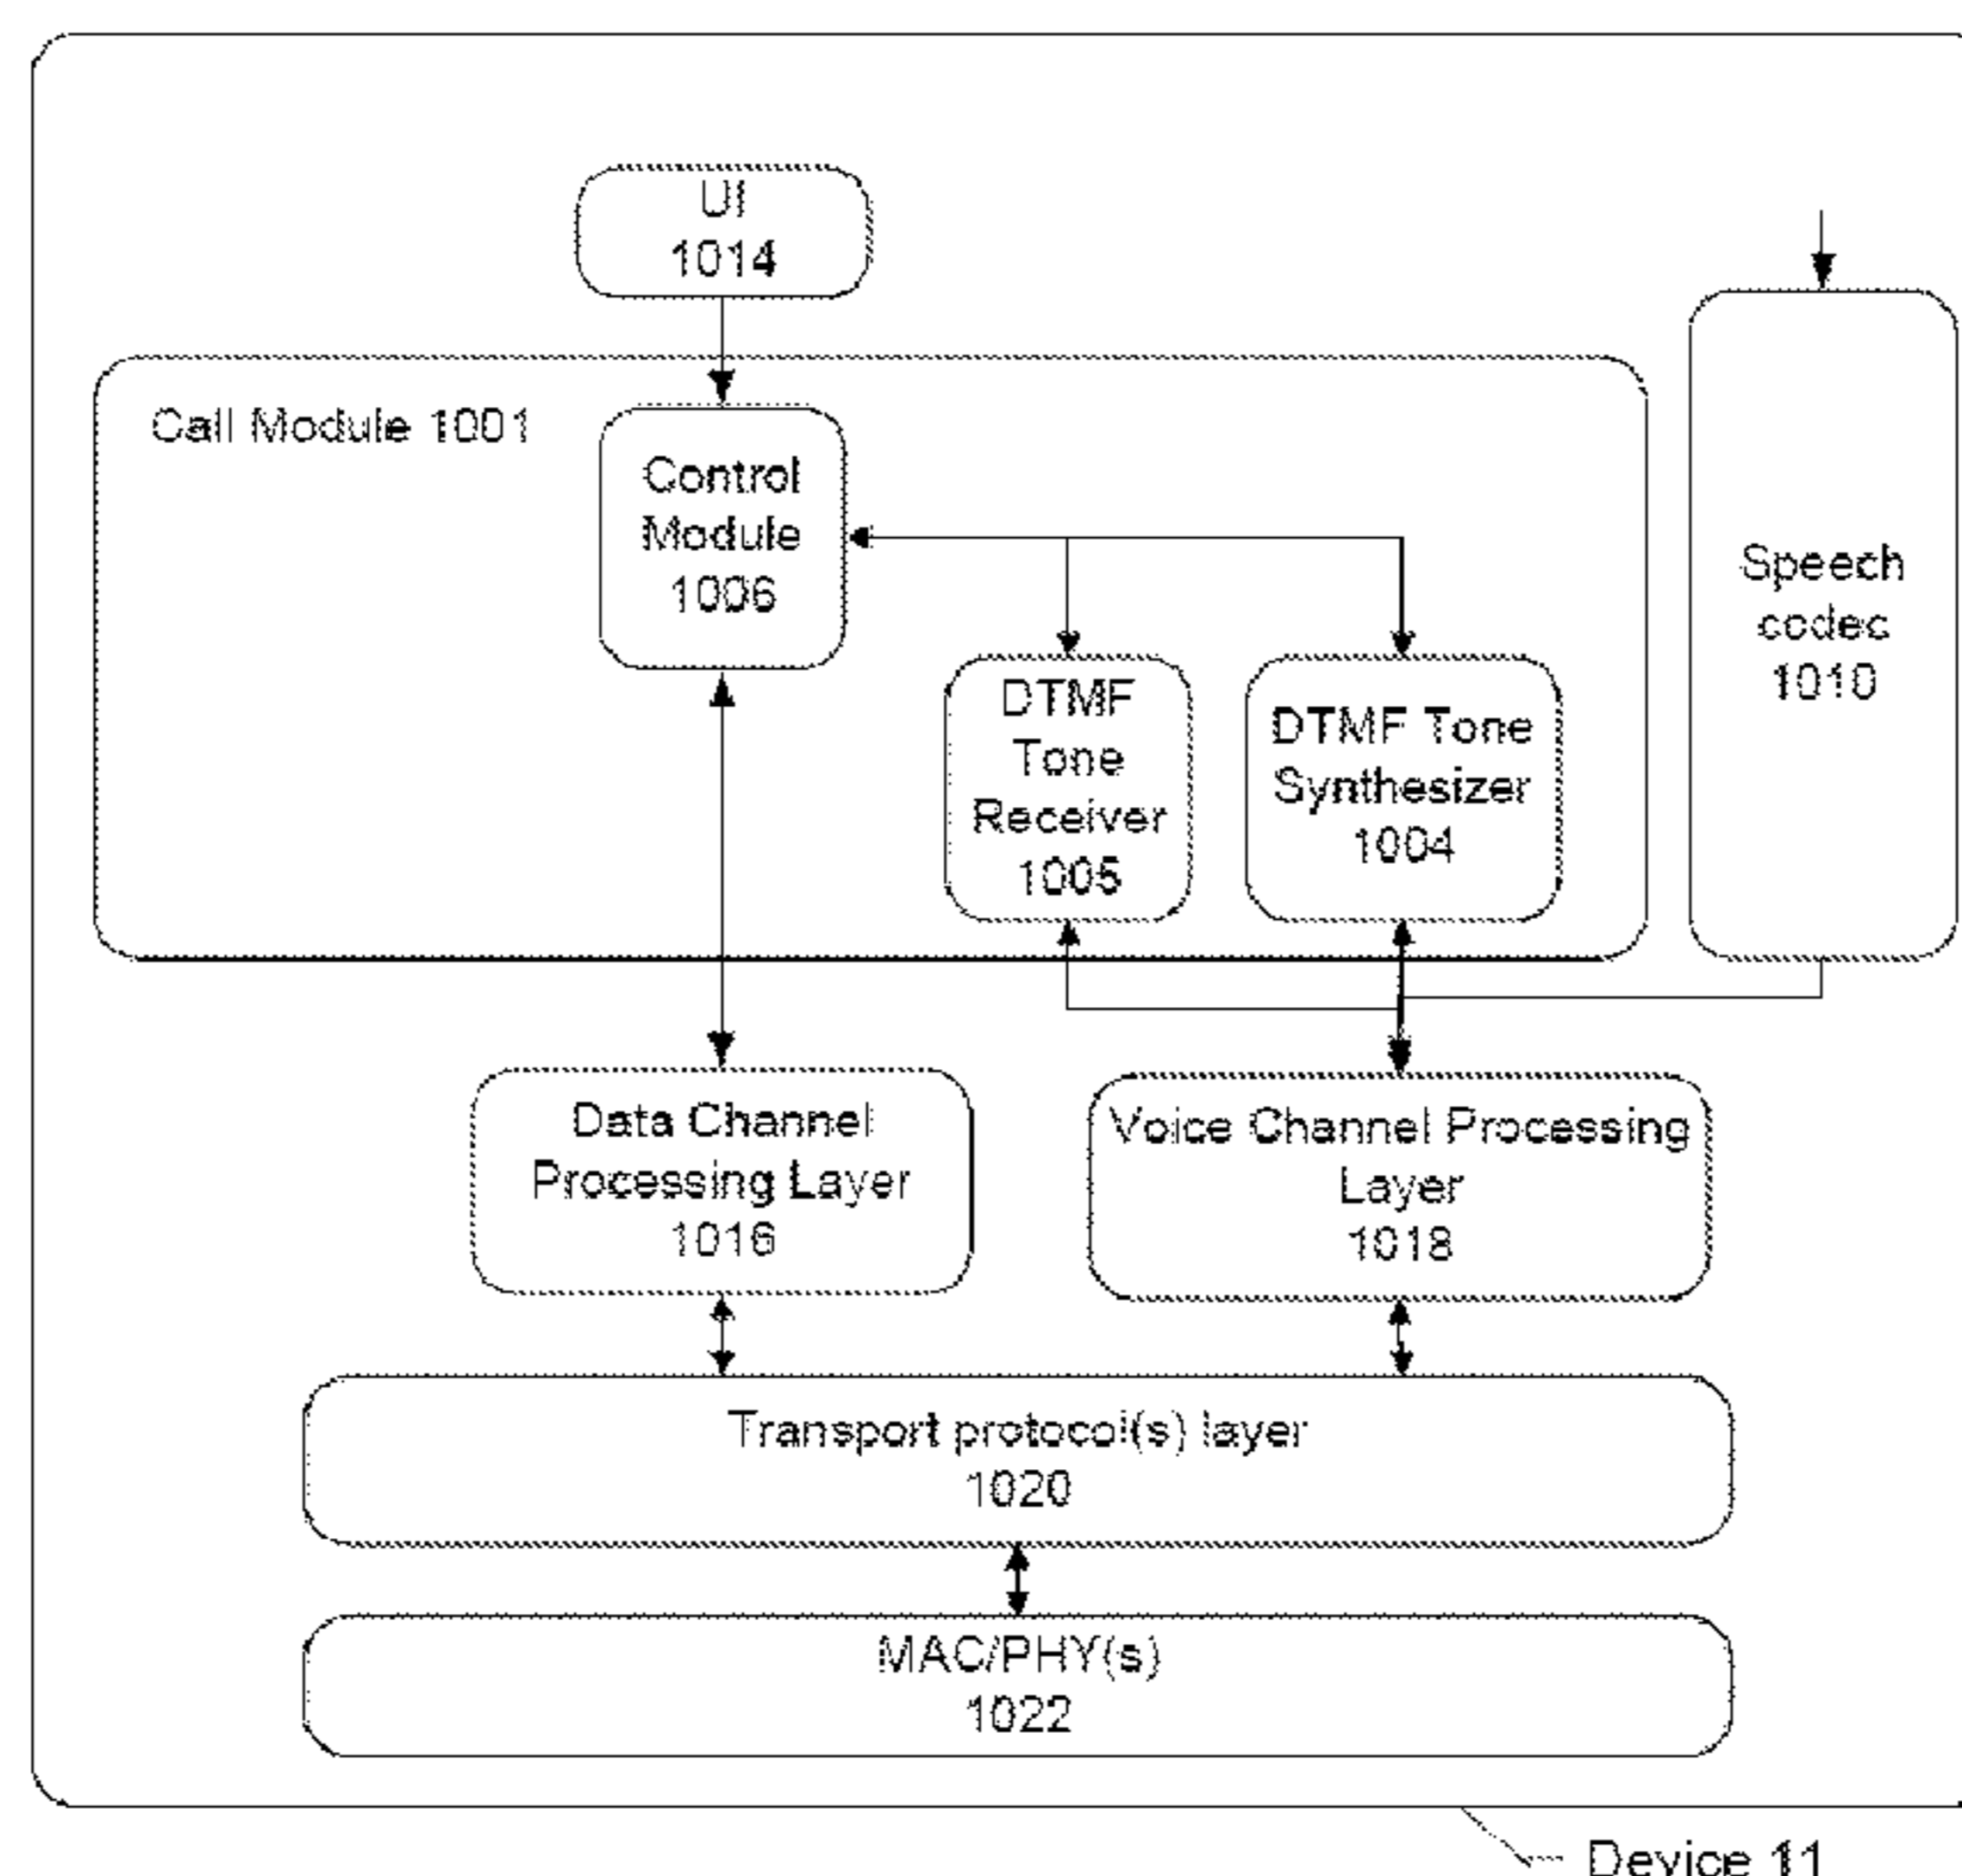 UI
1014
Call Module 1001
Control
Module
1006
Speech
codec
1010
DTMF
Tone
Receiver
1005
DTMF Tone
Synthesizer
1004
Data Channel
Processing Layer
1016
Voice Channel Processing
Layer
1018
Transport protocol(s) layer
1020
MAC/PHY(s)
1022
Device 11